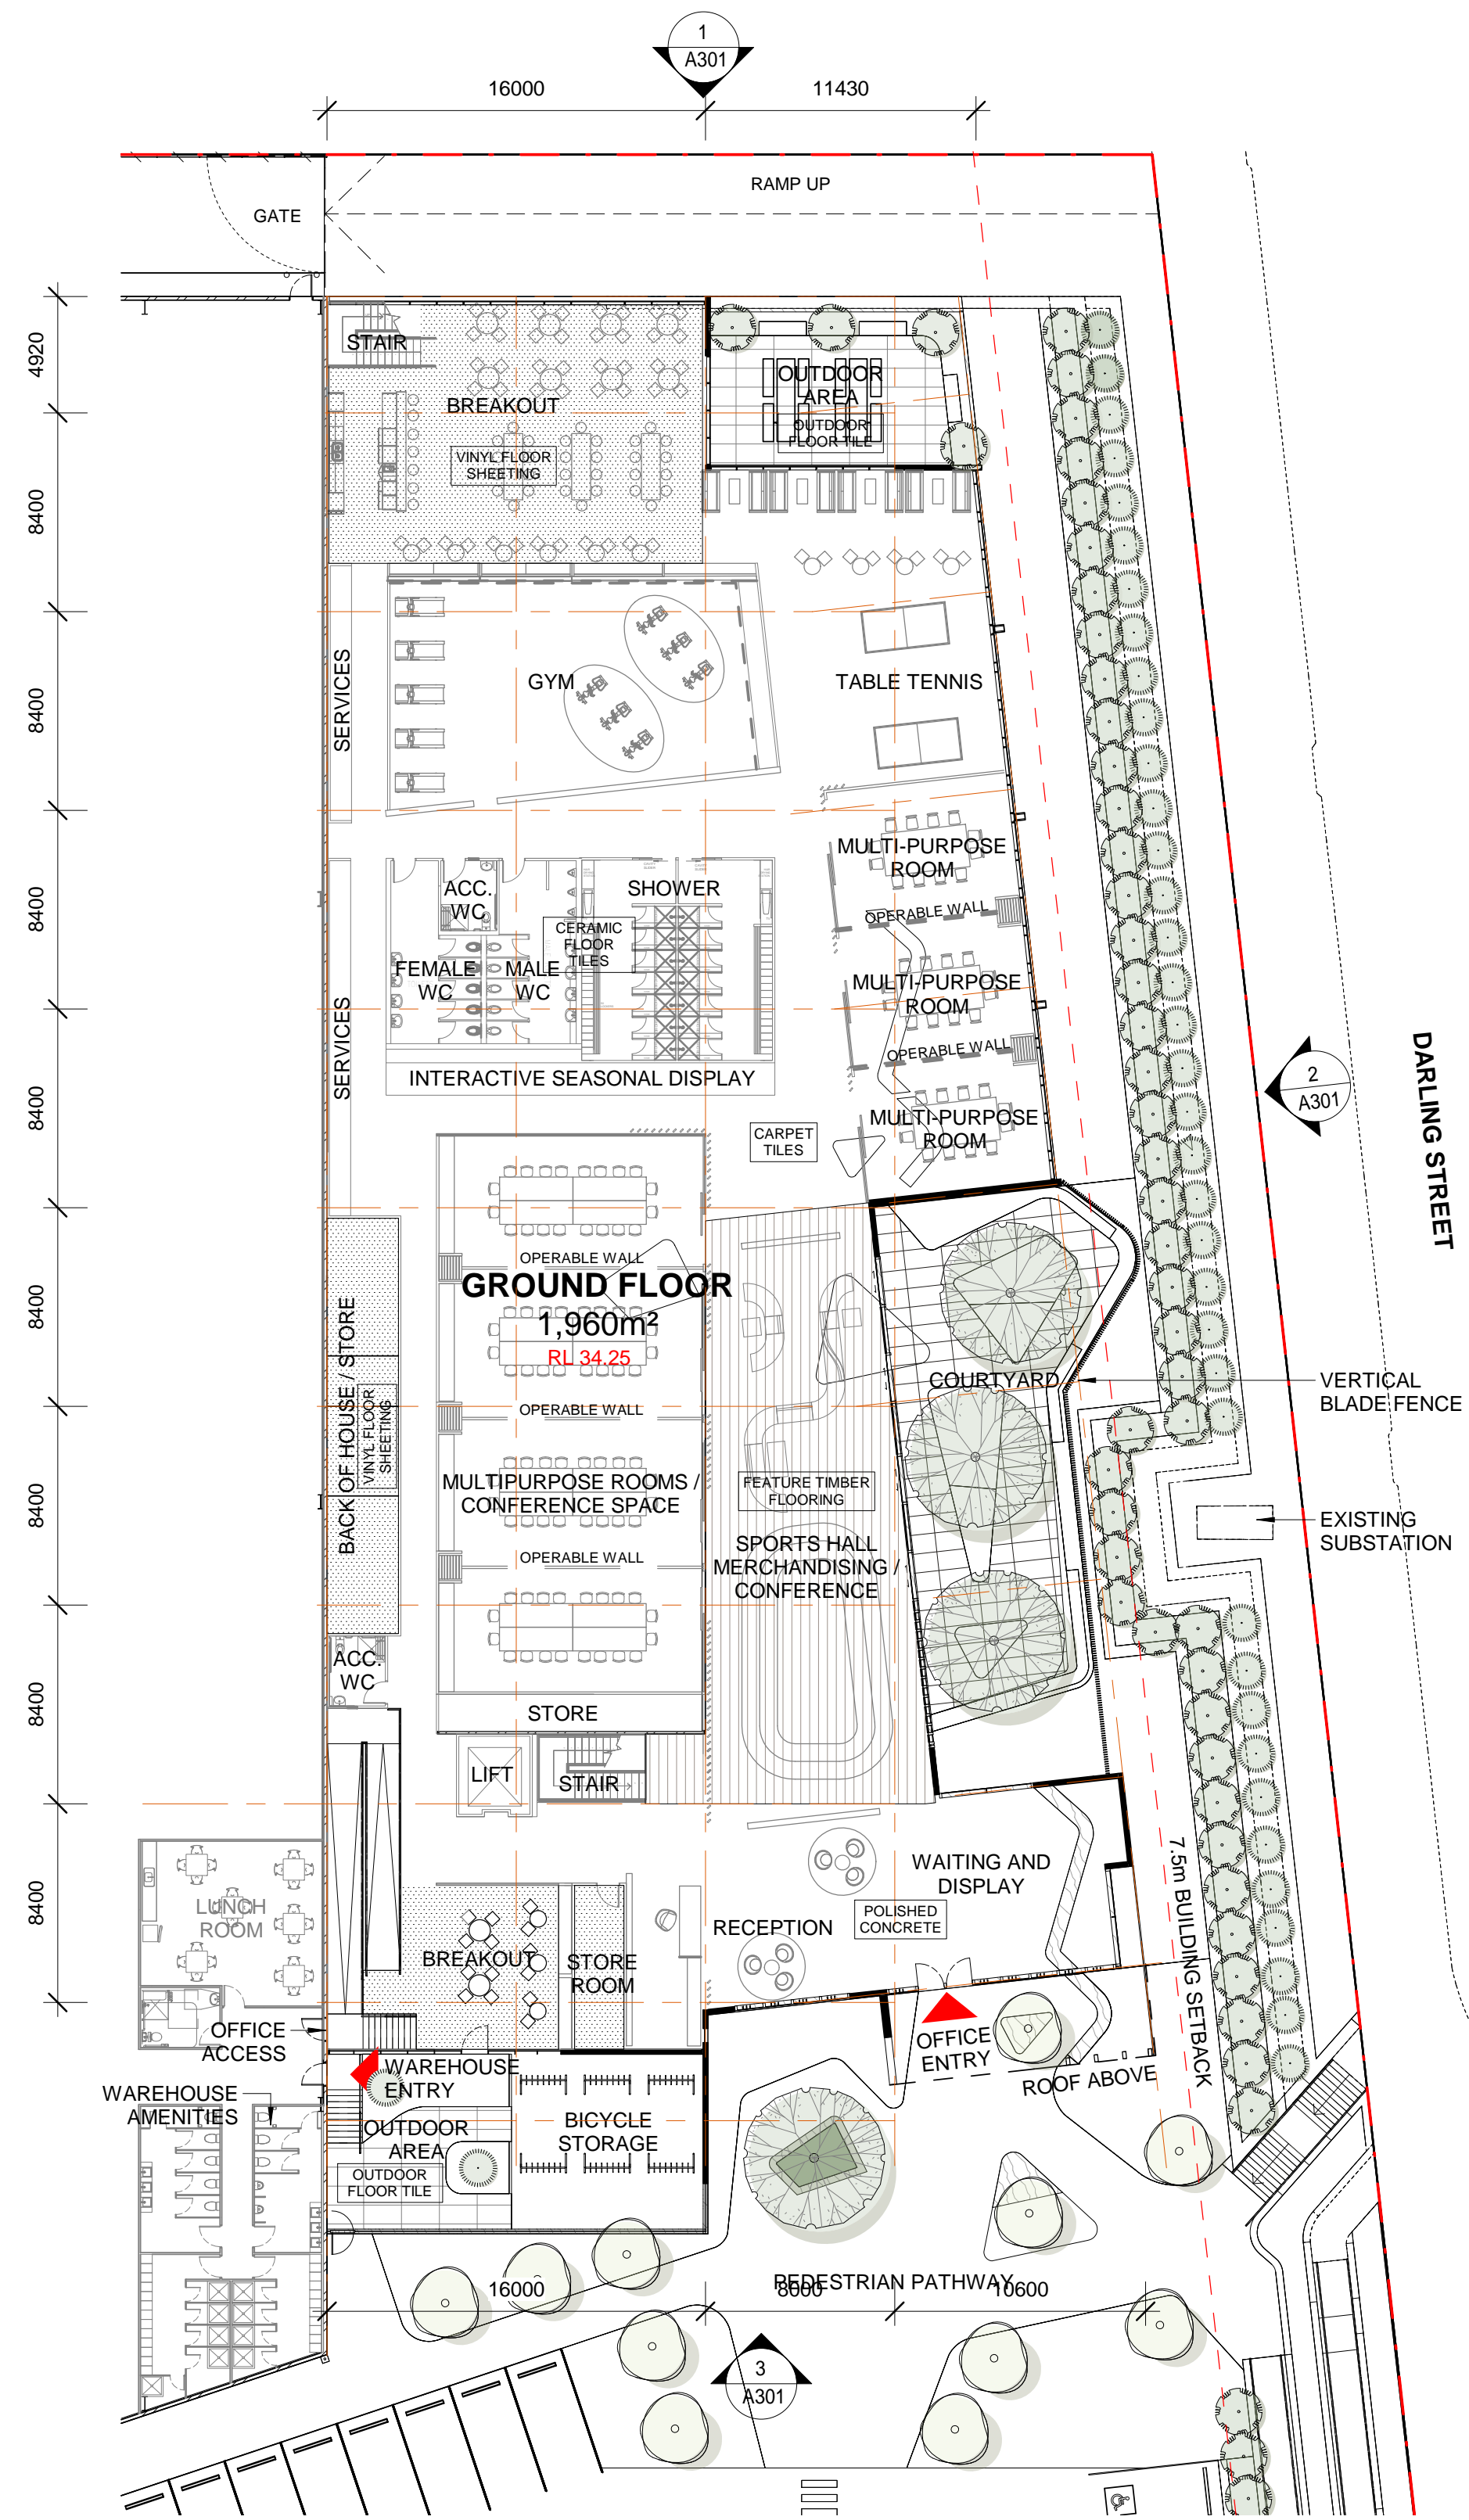 1
A301
16000
11430
RAMP UP
GATE
4920
STAIR
BREAKOUT
VINYL FLOOR
SHEETING
OUTDOOR
AREA
OUTDOOR
FLOOR TILE
8400
SERVICES
GYM
TABLE TENNIS
8400
MULTI-PURPOSE
ROOM
OPERABLE WALL
ACC.
WC
SHOWER
CERAMIC
FLOOR
TILES
FEMALE
WC
MALE
WC
8400
MULTI-PURPOSE
ROOM
OPERABLE WALL
SERVICES
INTERACTIVE SEASONAL DISPLAY
8400
MULTI-PURPOSE
ROOM
CARPET
TILES
2
A301
DARLING STREET
OPERABLE WALL
GROUND FLOOR
1,960m²
RL 34.25
8400
BACK OF HOUSE / STORE
VINYL FLOOR
SHEETING
COURTYARD
VERTICAL
BLADE FENCE
OPERABLE WALL
MULTIPURPOSE ROOMS /
CONFERENCE SPACE
FEATURE TIMBER
FLOORING
8400
EXISTING
SUBSTATION
OPERABLE WALL
SPORTS HALL
MERCHANDISING /
CONFERENCE
ACC.
WC
8400
STORE
LIFT
STAIR
8400
LUNCH
ROOM
WAITING AND
DISPLAY
POLISHED
CONCRETE
RECEPTION
BREAKOUT
STORE
ROOM
7.5m BUILDING SETBACK
OFFICE
ACCESS
OFFICE
ENTRY
ROOF ABOVE
WAREHOUSE
ENTRY
WAREHOUSE
AMENITIES
OUTDOOR
AREA
BICYCLE
STORAGE
OUTDOOR
FLOOR TILE
PEDESTRIAN PATHWAY
16000
8000
10600
3
A301